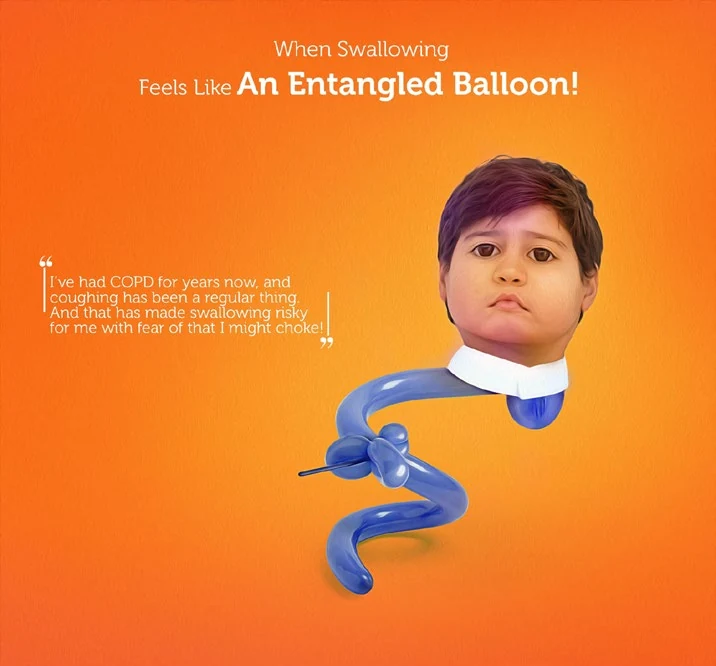 When Swallowing
Feels Like An Entangled Balloon!
“
I've had COPD for years now, and
coughing has been a regular thing.
And that has made swallowing risky
for me with fear of that I might choke!
”